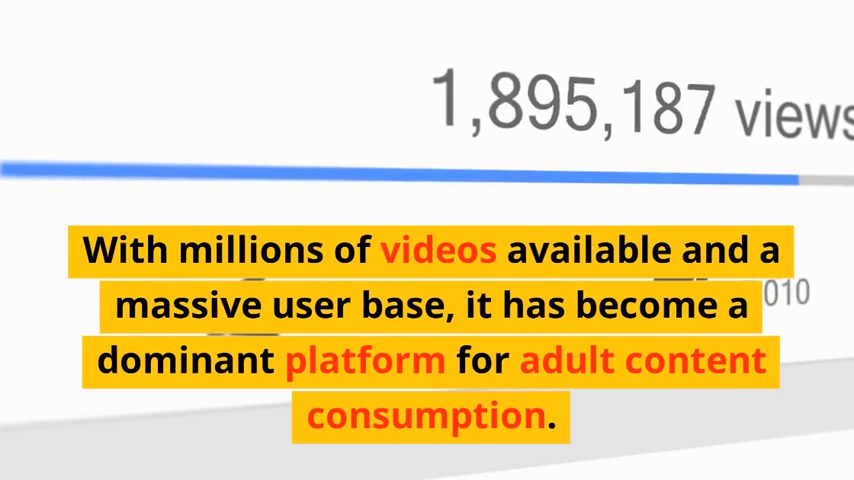 1,895,187 views
With millions of videos available and a
massive user base, it has become a
010
dominant platform for adult content
consumption.